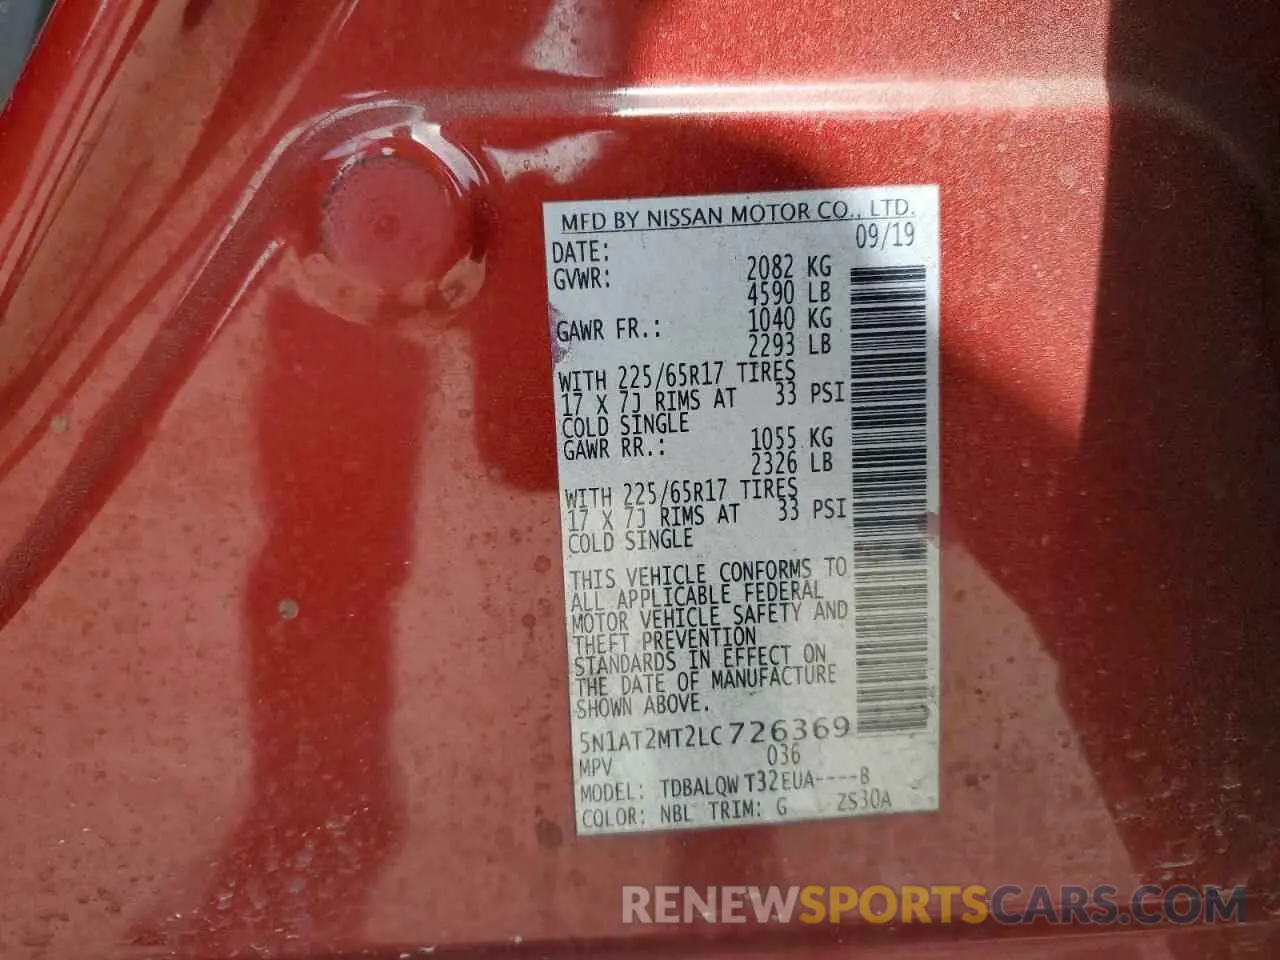 MFD BY NISSAN MOTOR CO., LTD.
DATE: 09/19
GVWR: 2082 KG
4590 LB
GAWR FR.: 1040 KG
2293 LB
WITH 225/65R17 TIRES
17 X 7J RIMS AT 33 PSI
COLD SINGLE
GAWR RR.: 1055 KG
2326 LB
WITH 225/65R17 TIRES
17 X 7J RIMS AT 33 PSI
COLD SINGLE
THIS VEHICLE CONFORMS TO
ALL APPLICABLE FEDERAL
MOTOR VEHICLE SAFETY AND
THEFT PREVENTION
STANDARDS IN EFFECT ON
THE DATE OF MANUFACTURE
SHOWN ABOVE.
5N1AT2MT2LC726369
MPV 036
MODEL: TDBALQW T32EUA----B
COLOR: NBL TRIM: G ZS30A
RENEWSPORTSCARS.COM